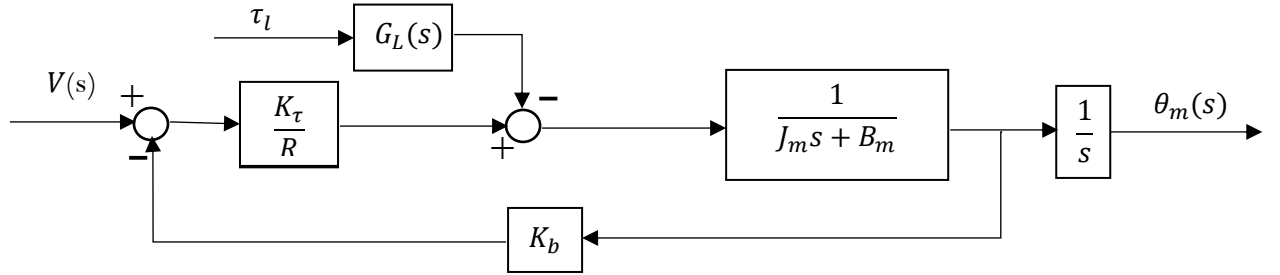 τ_l
G_L(s)
V(s)
+
−
K_τ
R
−
+
1
J_m s + B_m
1
s
θ_m(s)
K_b